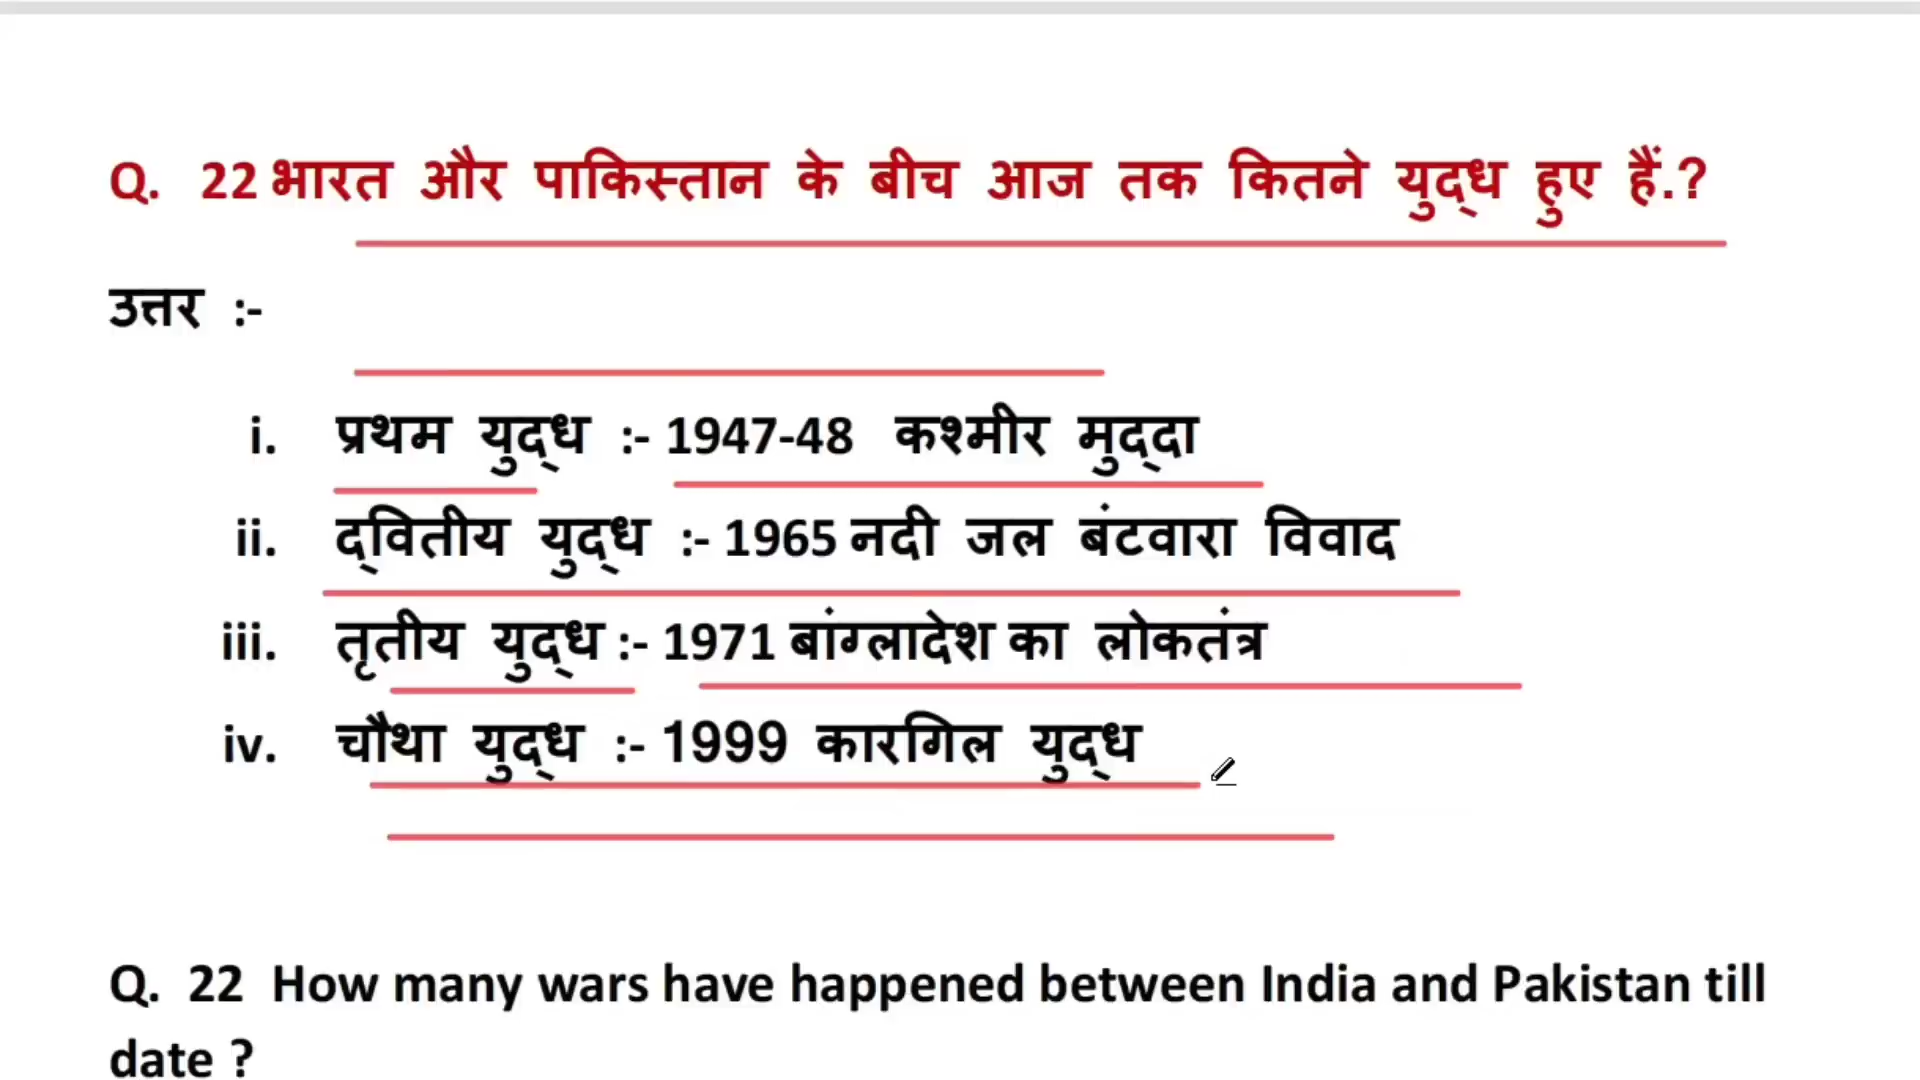 Q. 22 भारत और पाकिस्तान के बीच आज तक कितने युद्ध हुए हैं.?
उत्तर :-
i. प्रथम युद्ध :- 1947-48 कश्मीर मुद्दा
ii. द्वितीय युद्ध :- 1965 नदी जल बंटवारा विवाद
iii. तृतीय युद्ध :- 1971 बांग्लादेश का लोकतंत्र
iv. चौथा युद्ध :- 1999 कारगिल युद्ध
Q. 22 How many wars have happened between India and Pakistan till
date ?